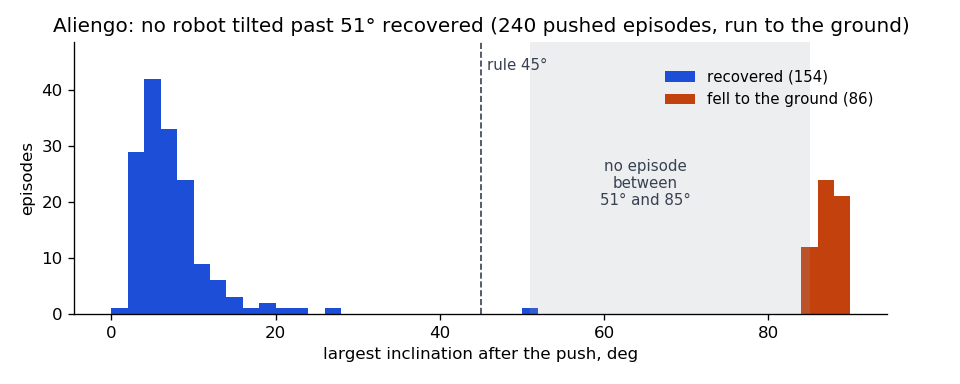 Aliengo: no robot tilted past 51° recovered (240 pushed episodes, run to the ground)
rule 45°
recovered (154)
fell to the ground (86)
no episode
between
51° and 85°
episodes
40
30
20
10
0
0
20
40
60
80
largest inclination after the push, deg